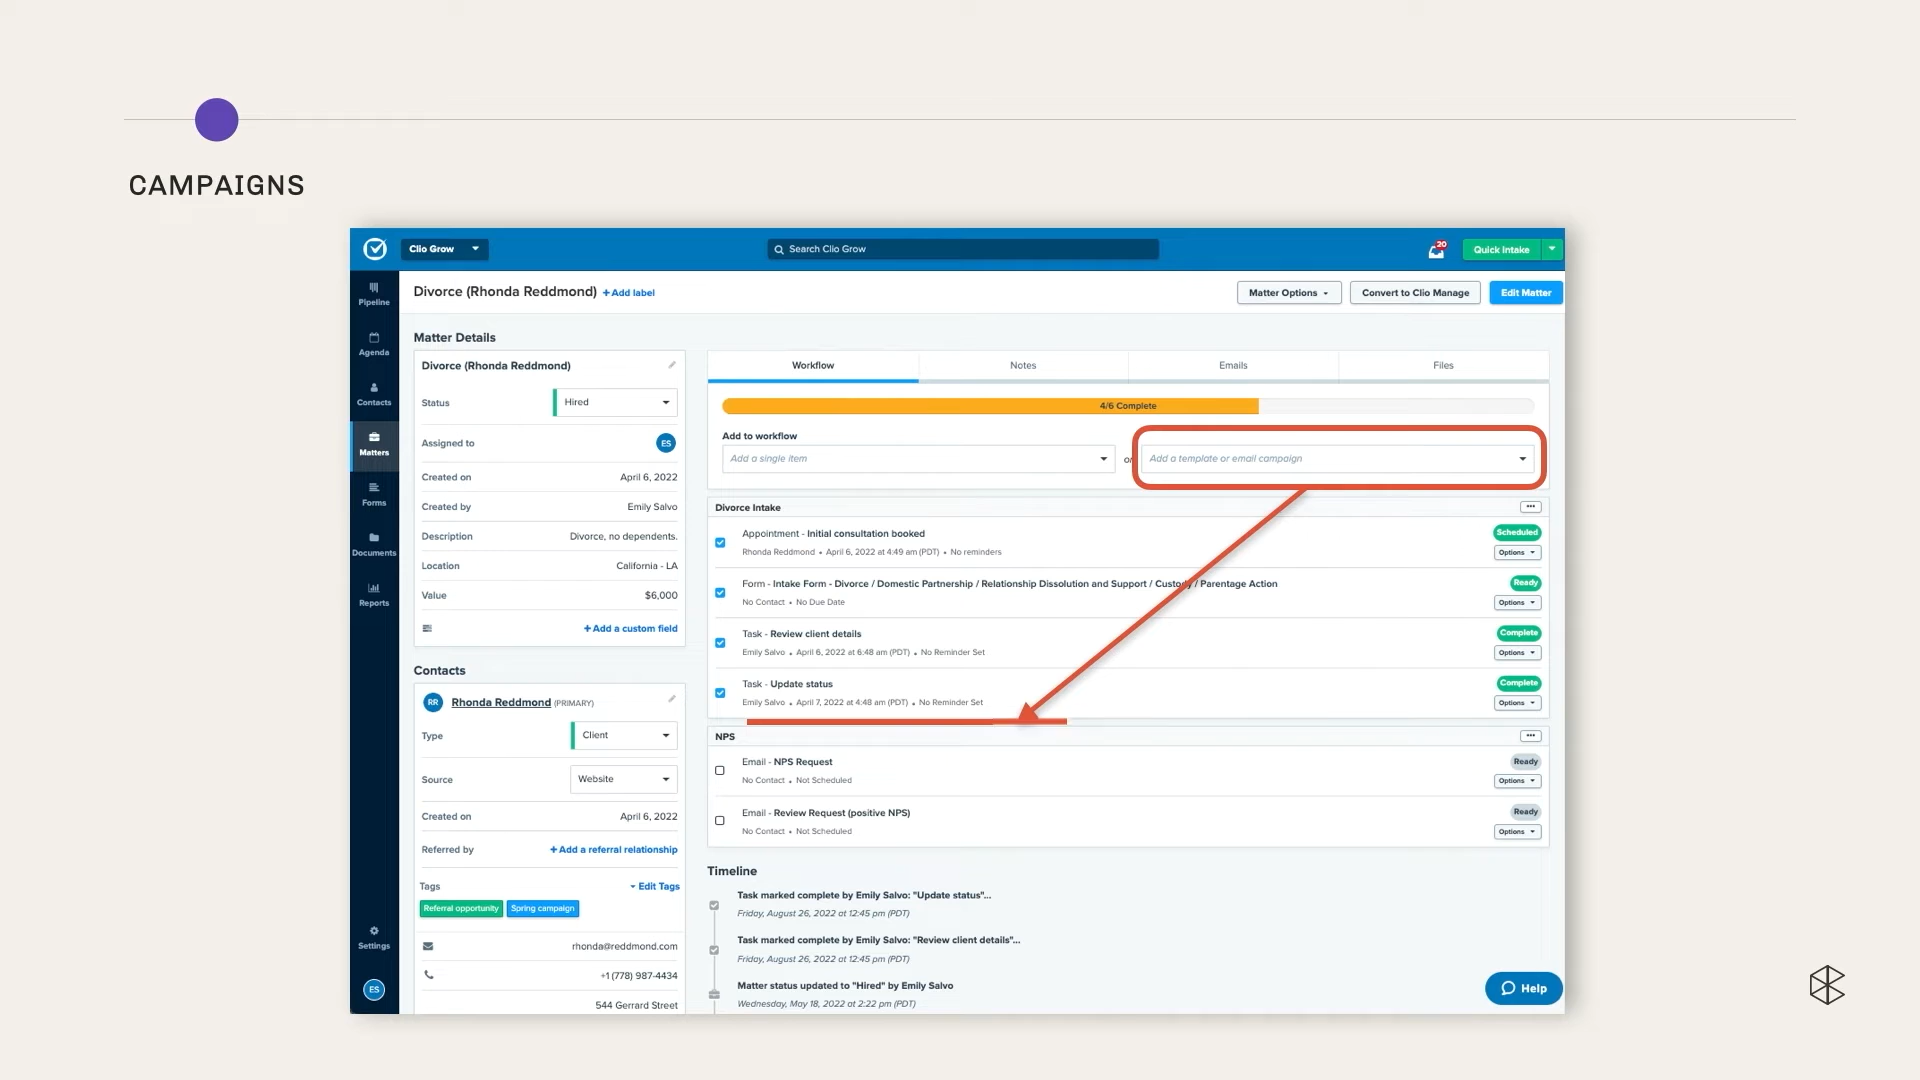 CAMPAIGNS
Clio Grow
Search Clio Grow
20
Quick Intake
Divorce (Rhonda Reddmond) + Add label
Matter Options
Convert to Clio Manage
Edit Matter
Pipeline
Agenda
Contacts
Matters
Forms
Documents
Reports
Settings
ES
Matter Details
Divorce (Rhonda Reddmond)
Status Hired
Assigned to ES
Created on April 6, 2022
Created by Emily Salvo
Description Divorce, no dependents.
Location California - LA
Value $6,000
+ Add a custom field
Contacts
RR Rhonda Reddmond (PRIMARY)
Type Client
Source Website
Created on April 6, 2022
Referred by + Add a referral relationship
Tags Edit Tags
Referral opportunity Spring campaign
rhonda@reddmond.com
+1 (778) 987-4434
544 Gerrard Street
Workflow Notes Emails Files
4/6 Complete
Add to workflow
Add a single item or Add a template or email campaign
Divorce Intake
Appointment - Initial consultation booked Scheduled
Rhonda Reddmond • April 6, 2022 at 4:49 am (PDT) • No reminders Options
Form - Intake Form - Divorce / Domestic Partnership / Relationship Dissolution and Support / Custody / Parentage Action Ready
No Contact • No Due Date Options
Task - Review client details Complete
Emily Salvo • April 6, 2022 at 6:48 am (PDT) • No Reminder Set Options
Task - Update status Complete
Emily Salvo • April 7, 2022 at 4:48 am (PDT) • No Reminder Set Options
NPS
Email - NPS Request Ready
No Contact • Not Scheduled Options
Email - Review Request (positive NPS) Ready
No Contact • Not Scheduled Options
Timeline
Task marked complete by Emily Salvo: "Update status"...
Friday, August 26, 2022 at 12:45 pm (PDT)
Task marked complete by Emily Salvo: "Review client details"...
Friday, August 26, 2022 at 12:45 pm (PDT)
Matter status updated to "Hired" by Emily Salvo
Wednesday, May 18, 2022 at 2:22 pm (PDT)
Help